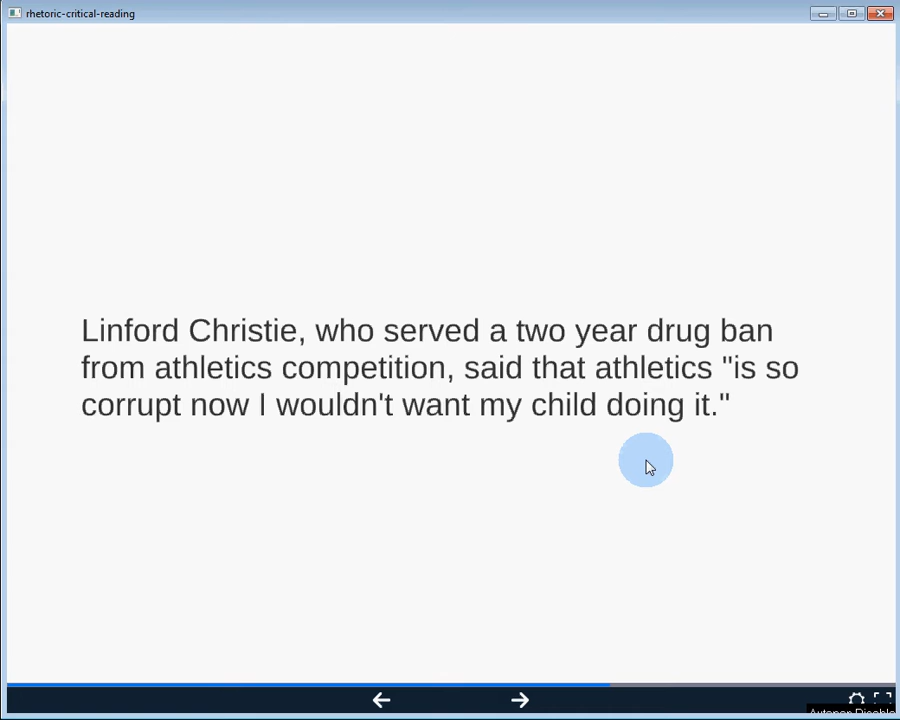 rhetoric-critical-reading
Linford Christie, who served a two year drug ban
from athletics competition, said that athletics "is so
corrupt now I wouldn't want my child doing it."